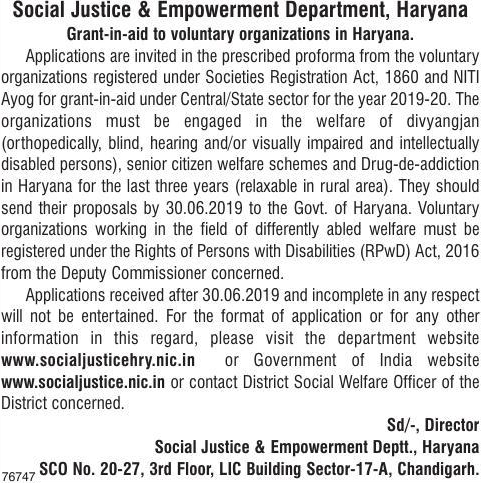 Social Justice & Empowerment Department, Haryana
Grant-in-aid to voluntary organizations in Haryana.
Applications are invited in the prescribed proforma from the voluntary
organizations registered under Societies Registration Act, 1860 and NITI
Ayog for grant-in-aid under Central/State sector for the year 2019-20. The
organizations must be engaged in the welfare of divyangjan
(orthopedically, blind, hearing and/or visually impaired and intellectually
disabled persons), senior citizen welfare schemes and Drug-de-addiction
in Haryana for the last three years (relaxable in rural area). They should
send their proposals by 30.06.2019 to the Govt. of Haryana. Voluntary
organizations working in the field of differently abled welfare must be
registered under the Rights of Persons with Disabilities (RPwD) Act, 2016
from the Deputy Commissioner concerned.
Applications received after 30.06.2019 and incomplete in any respect
will not be entertained. For the format of application or for any other
information in this regard, please visit the department website
www.socialjusticehry.nic.in or Government of India website
www.socialjustice.nic.in or contact District Social Welfare Officer of the
District concerned.
Sd/-, Director
Social Justice & Empowerment Deptt., Haryana
76747 SCO No. 20-27, 3rd Floor, LIC Building Sector-17-A, Chandigarh.